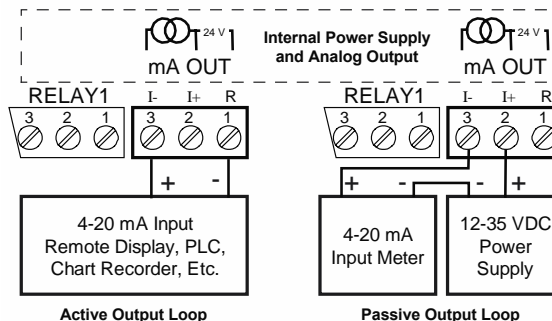 24 V
Internal Power Supply
24 V
and Analog Output
mA OUT
mA OUT
RELAY1
I- I+ R
RELAY1
I- I+ R
3 2 1
3 2 1
3 2 1
3 2 1
+ -
+ - - +
4-20 mA Input
Remote Display, PLC,
Chart Recorder, Etc.
4-20 mA
Input Meter
12-35 VDC
Power
Supply
Active Output Loop
Passive Output Loop